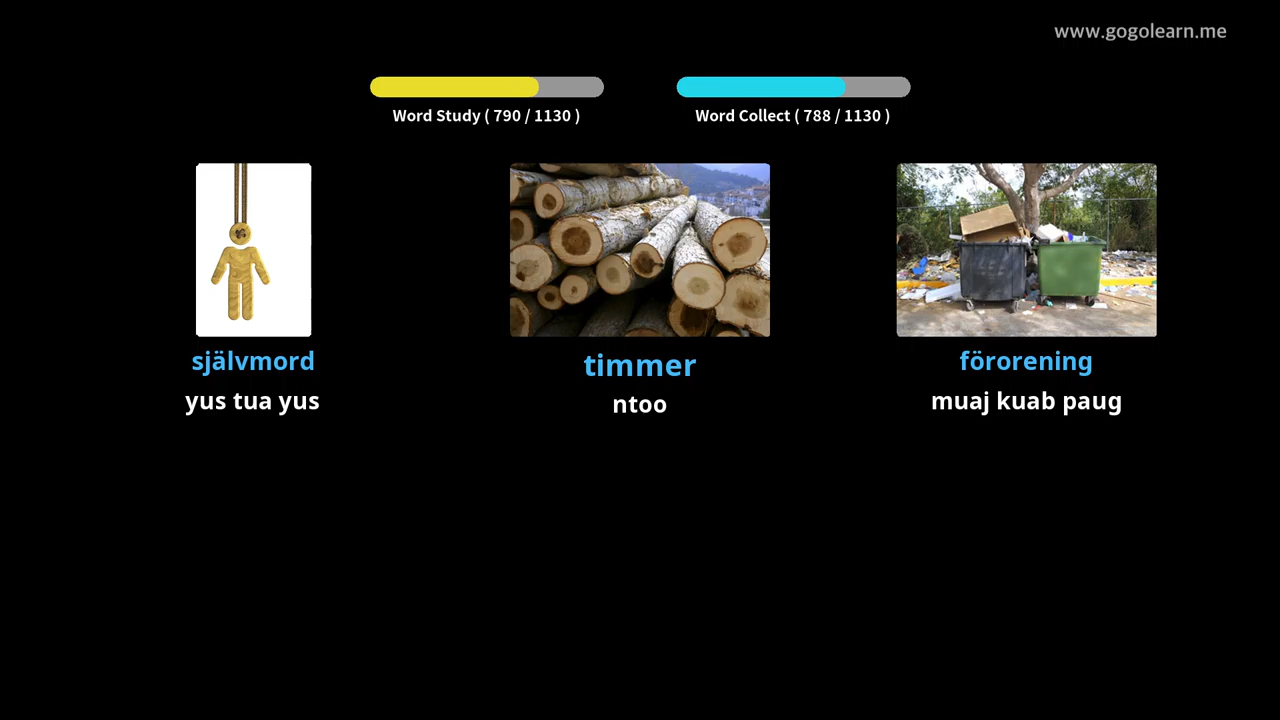 www.gogolearn.me
Word Study ( 790 / 1130 )
Word Collect ( 788 / 1130 )
självmord
timmer
förorening
yus tua yus
ntoo
muaj kuab paug